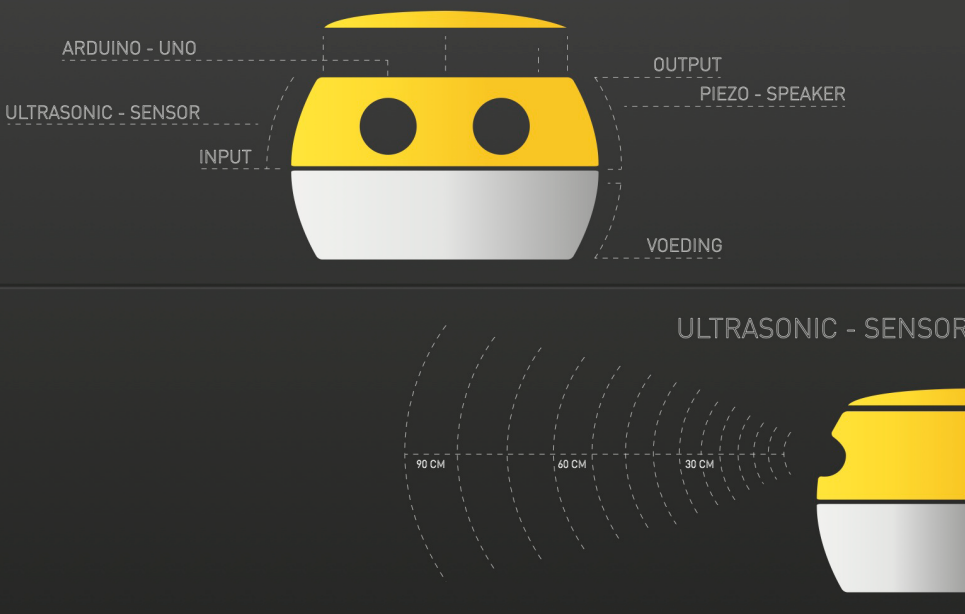 ARDUINO - UNO
ULTRASONIC - SENSOR
INPUT
OUTPUT
PIEZO - SPEAKER
VOEDING
ULTRASONIC - SENSOR
90 CM
60 CM
30 CM